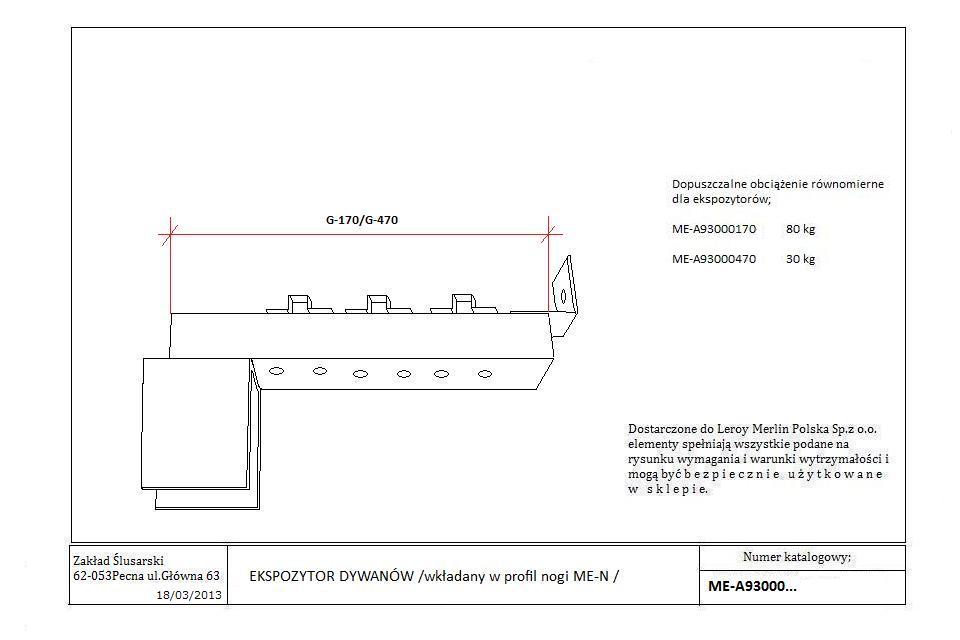 Dopuszczalne obciążenie równomierne
dla ekspozytorów;
ME-A93000170 80 kg
ME-A93000470 30 kg
G-170/G-470
Dostarczone do Leroy Merlin Polska Sp.z o.o.
elementy spełniają wszystkie podane na
rysunku wymagania i warunki wytrzymałości i
mogą być b e z p i e c z n i e u ż y t k o w a n e
w s k l e p i e.
Zakład Ślusarski
62-053Pecna ul.Główna 63
18/03/2013
EKSPOZYTOR DYWANÓW /wkładany w profil nogi ME-N /
Numer katalogowy;
ME-A93000...